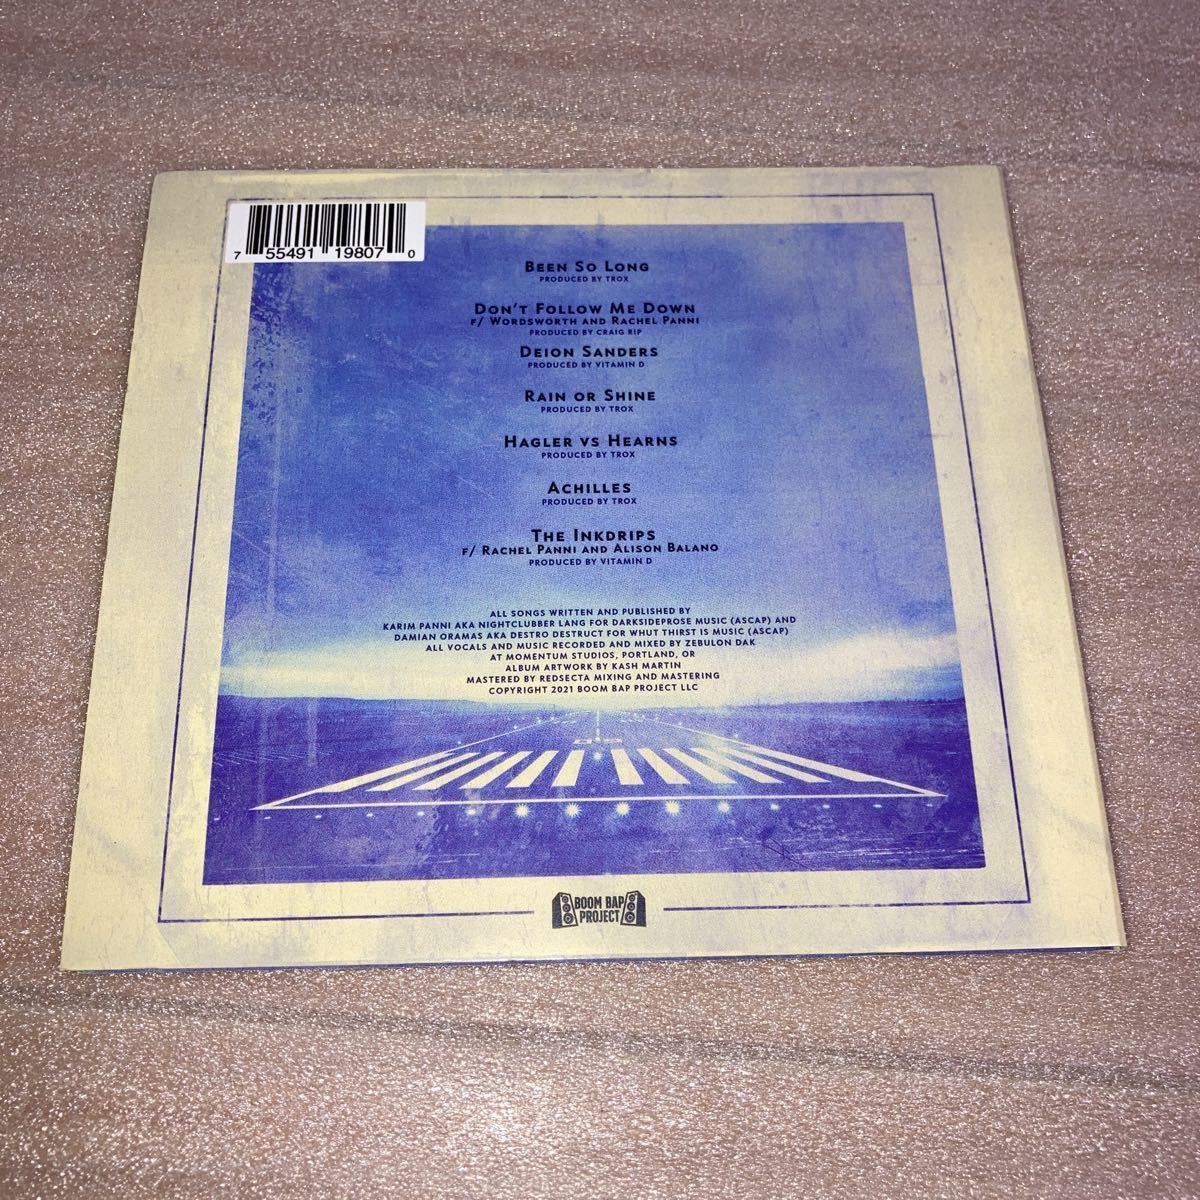 7 55491 19807 0
Been So Long
Produced by Trox
Don't Follow Me Down
f/ Wordsworth and Rachel Panni
Produced by Craig Rip
Deion Sanders
Produced by Vitamin D
Rain or Shine
Produced by Trox
Hagler vs Hearns
Produced by Trox
Achilles
Produced by Trox
The Inkdrips
f/ Rachel Panni and Alison Balano
Produced by Vitamin D
All songs written and published by
Karim Panni aka Nightclubber Lang for Darksideprose Music (ASCAP) and
Damian Oramas aka Destro Destruct for Whut Thirst Is Music (ASCAP)
All vocals and music recorded and mixed by Zebulon Dak
at Momentum Studios, Portland, OR
Album artwork by Kash Martin
Mastered by Redsecta Mixing and Mastering
Copyright 2021 Boom Bap Project LLC
BOOM BAP
PROJECT